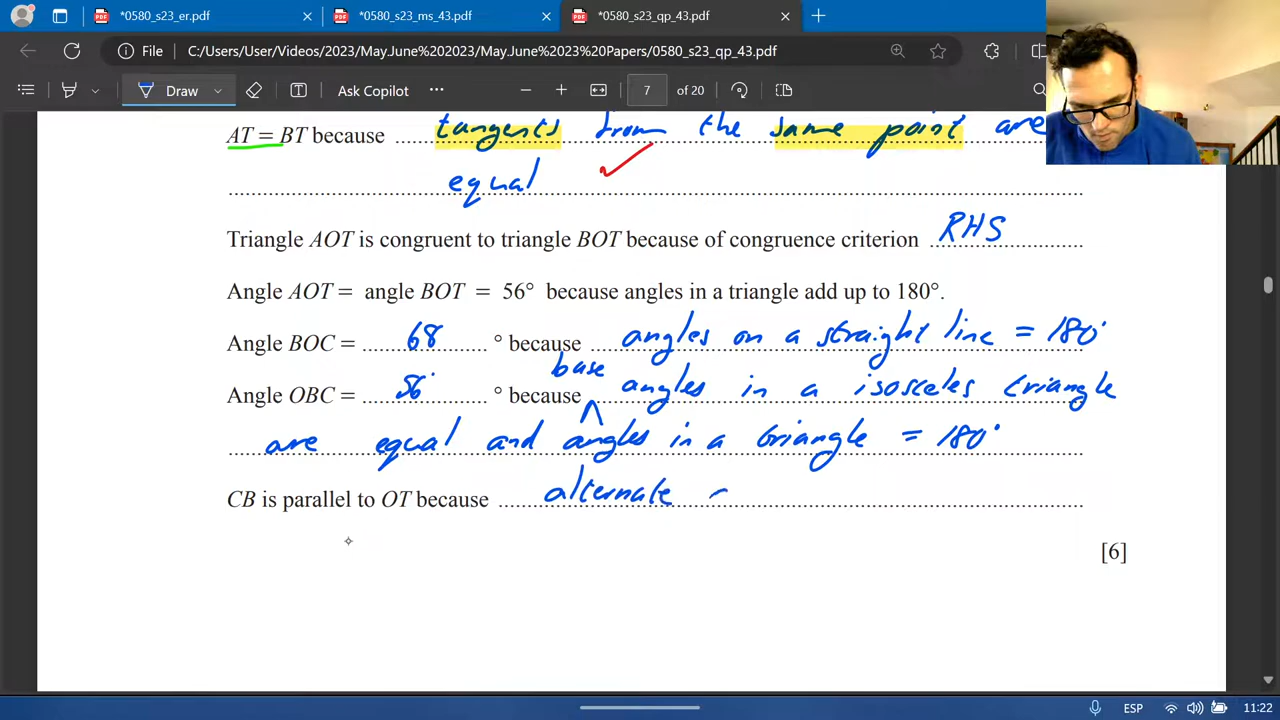 *0580_s23_er.pdf
*0580_s23_ms_43.pdf
*0580_s23_qp_43.pdf
File
C:/Users/User/Videos/2023/May.June%202023/May.June%2023%20Papers/0580_s23_qp_43.pdf
Draw
Ask Copilot
7 of 20
AT = BT because tangents from the same point are
equal
Triangle AOT is congruent to triangle BOT because of congruence criterion RHS
Angle AOT = angle BOT = 56° because angles in a triangle add up to 180°.
Angle BOC = 68 ° because angles on a straight line = 180°
base
Angle OBC = 56° ° because angles in a isosceles triangle
are equal and angles in a triangle = 180°
CB is parallel to OT because alternate
[6]
ESP
11:22